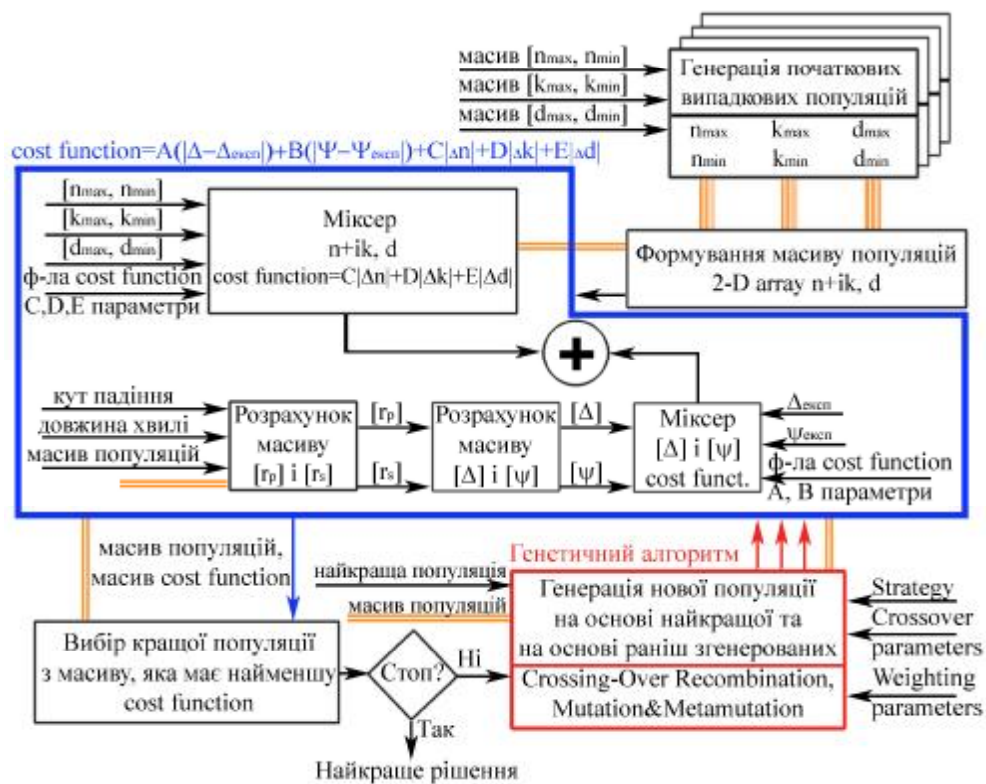 масив [nmax, nmin]
масив [kmax, kmin]
масив [dmax, dmin]
Генерація початкових
випадкових популяцій
nmax kmax dmax
nmin kmin dmin
cost function=A(|Δ−Δексп|)+B(|Ψ−Ψексп|)+C|Δn|+D|Δk|+E|Δd|
[nmax, nmin]
[kmax, kmin]
[dmax, dmin]
ф-ла cost function
C,D,E параметри
Міксер
n+ik, d
cost function=C|Δn|+D|Δk|+E|Δd|
Формування масиву популяцій
2-D array n+ik, d
+
кут падіння
довжина хвилі
масив популяцій
Розрахунок
масиву
[rp] і [rs]
[rp]
[rs]
Розрахунок
масиву
[Δ] і [ψ]
[Δ]
[ψ]
Міксер
[Δ] і [ψ]
cost funct.
Δексп
ψексп
ф-ла cost function
A, B параметри
масив популяцій,
масив cost function
Генетичний алгоритм
найкраща популяція
масив популяцій
Генерація нової популяції
на основі найкращої та
на основі раніш згенерованих
Crossing-Over Recombination,
Mutation&Metamutation
Strategy
Crossover
parameters
Weighting
parameters
Вибір кращої популяції
з масиву, яка має найменшу
cost function
Стоп?
Ні
Так
Найкраще рішення